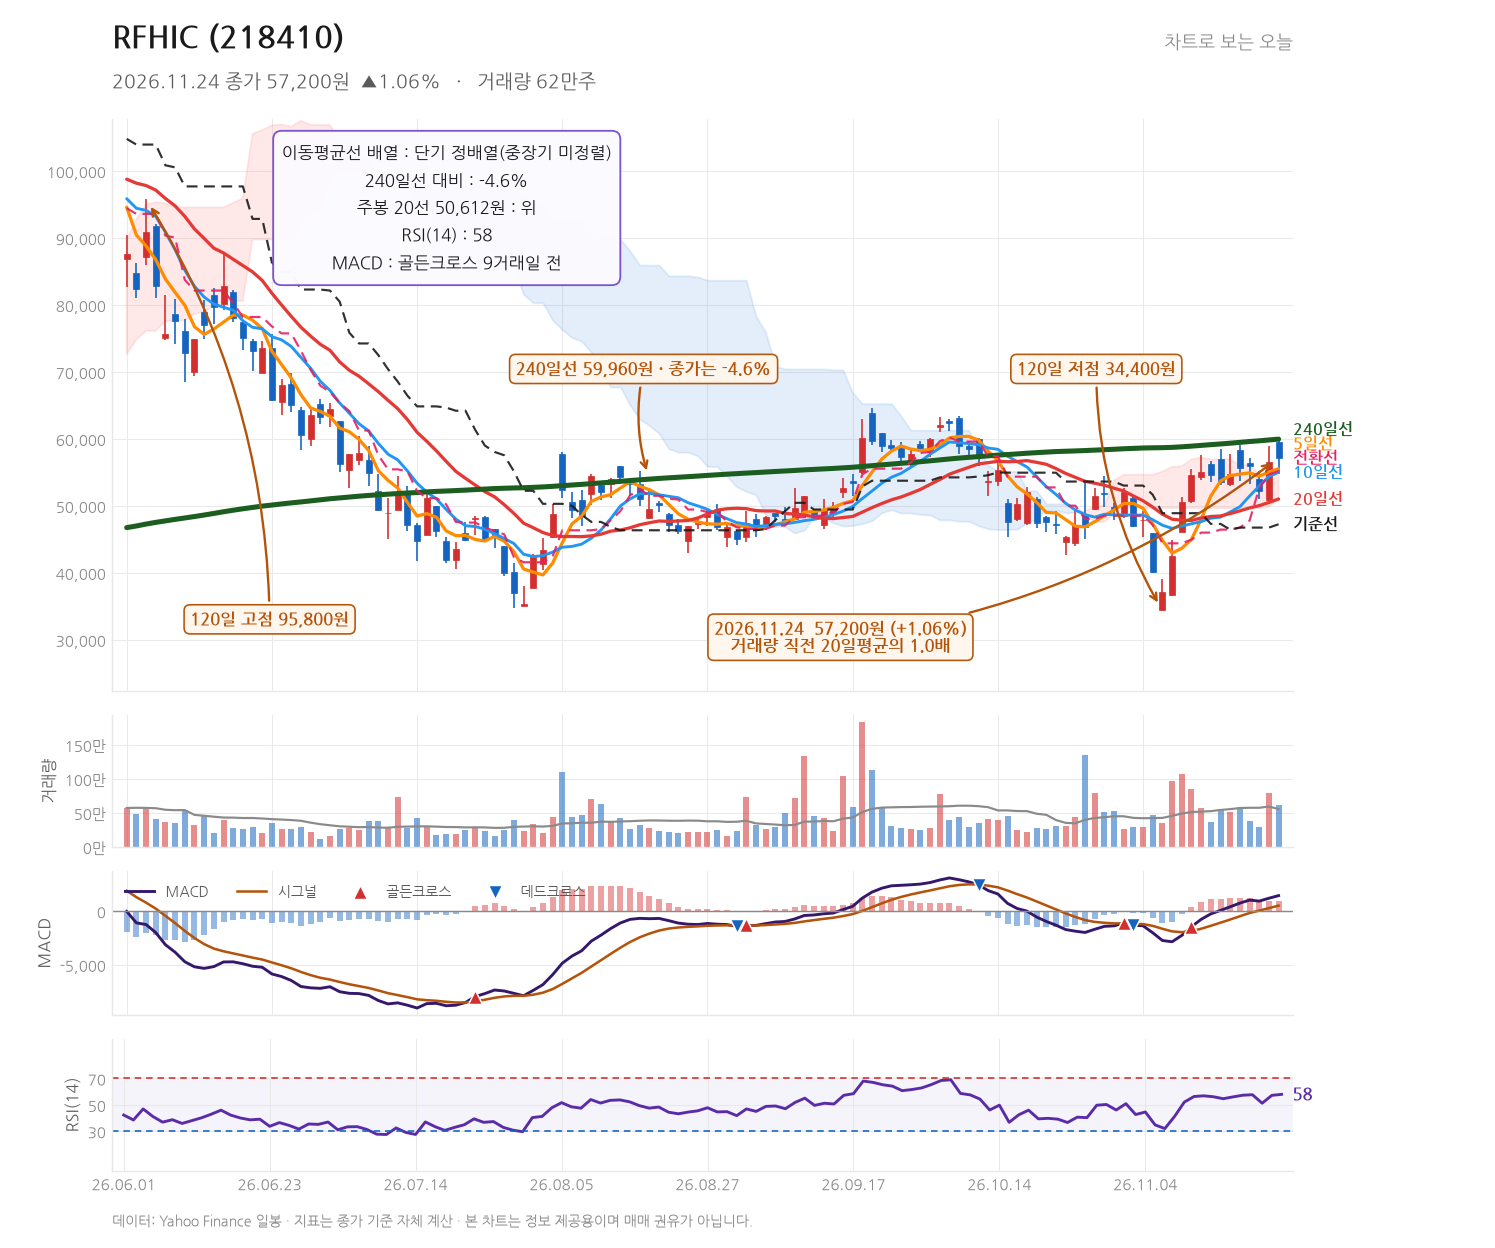 RFHIC (218410)
차트로 보는 오늘
2026.11.24 종가 57,200원 ▲1.06% · 거래량 62만주
이동평균선 배열 : 단기 정배열(중장기 미정렬)
240일선 대비 : -4.6%
주봉 20선 50,612원 : 위
RSI(14) : 58
MACD : 골든크로스 9거래일 전
100,000
90,000
80,000
70,000
60,000
50,000
40,000
30,000
240일선 59,960원 · 종가는 -4.6%
120일 저점 34,400원
120일 고점 95,800원
2026.11.24 57,200원 (+1.06%)
거래량 직전 20일평균의 1.0배
240일선
5일선
전환선
10일선
20일선
기준선
거래량
150만
100만
50만
0만
MACD
MACD
시그널
골든크로스
데드크로스
0
-5,000
RSI(14)
70
50
30
58
26.06.01
26.06.23
26.07.14
26.08.05
26.08.27
26.09.17
26.10.14
26.11.04
데이터: Yahoo Finance 일봉 · 지표는 종가 기준 자체 계산 · 본 차트는 정보 제공용이며 매매 권유가 아닙니다.